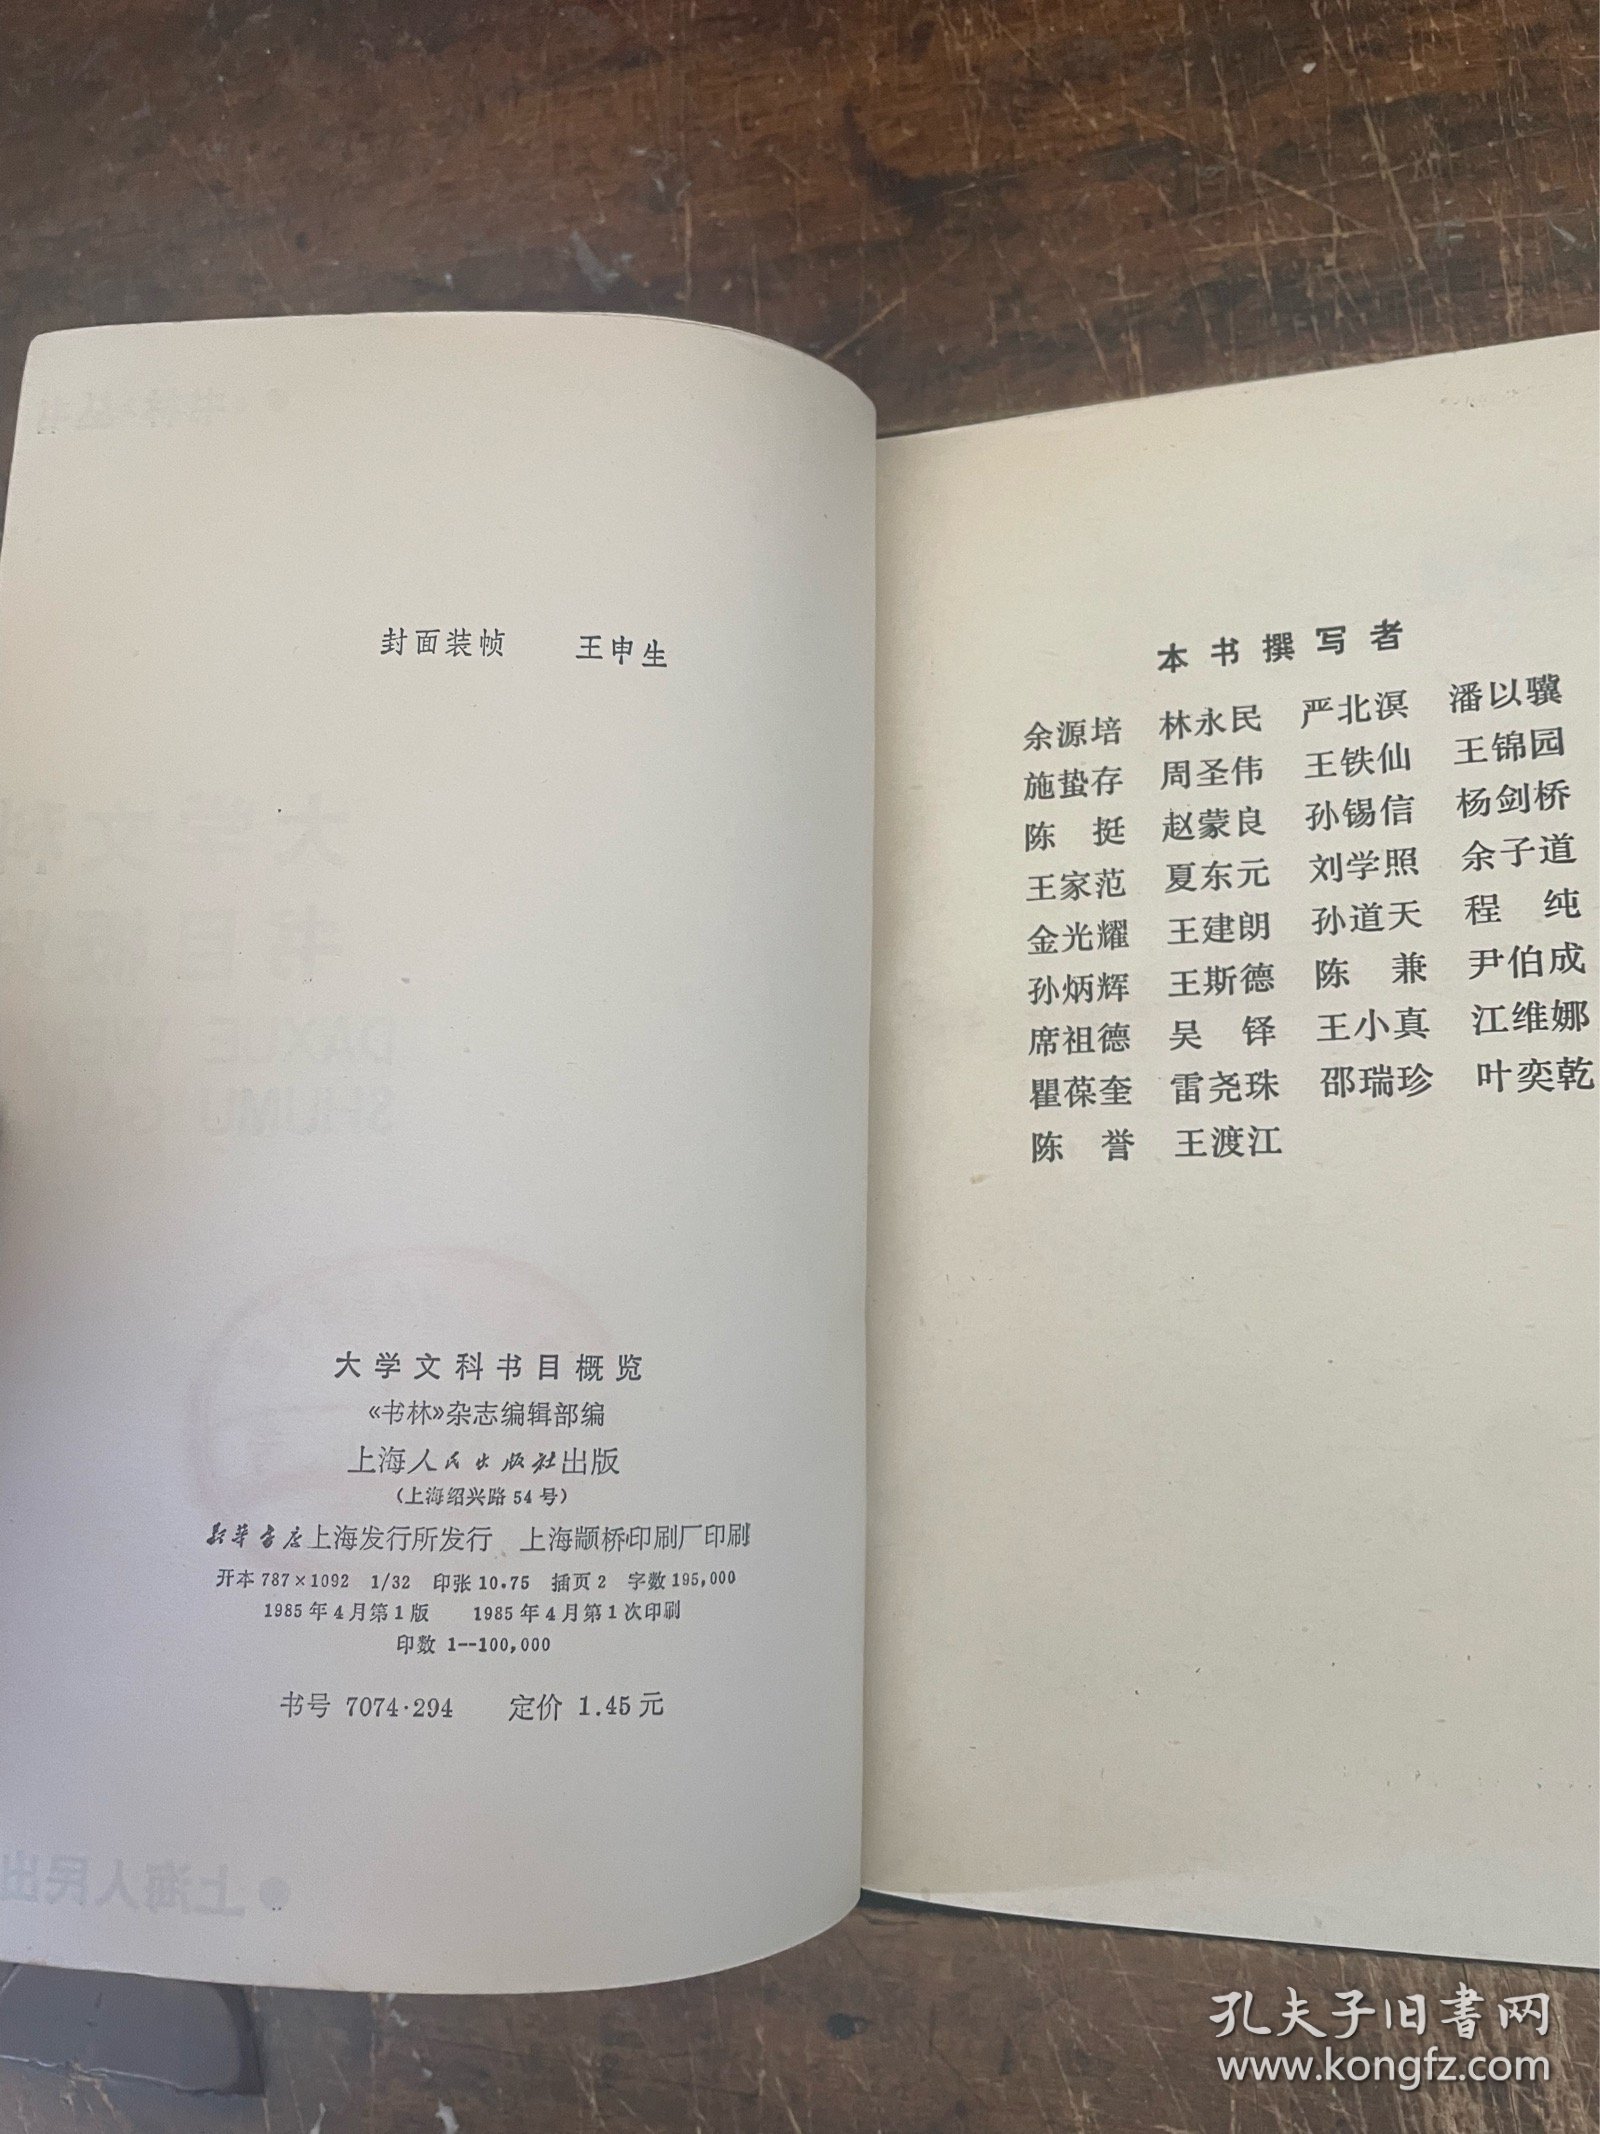 封面装帧 王申生
大学文科书目概览
《书林》杂志编辑部编
上海人民出版社出版
(上海绍兴路54号)
新华书店上海发行所发行 上海颛桥印刷厂印刷
开本787×1092 1/32 印张10.75 插页2 字数195,000
1985年4月第1版 1985年4月第1次印刷
印数 1--100,000
书号 7074·294 定价 1.45元
本书撰写者
余源培 林永民 严北溟 潘以骥
施蛰存 周圣伟 王铁仙 王锦园
陈 挺 赵蒙良 孙锡信 杨剑桥
王家范 夏东元 刘学照 余子道
金光耀 王建朗 孙道天 程 纯
孙炳辉 王斯德 陈 兼 尹伯成
席祖德 吴 铎 王小真 江维娜
瞿葆奎 雷尧珠 邵瑞珍 叶奕乾
陈 誉 王渡江
孔夫子旧書网
www.kongfz.com